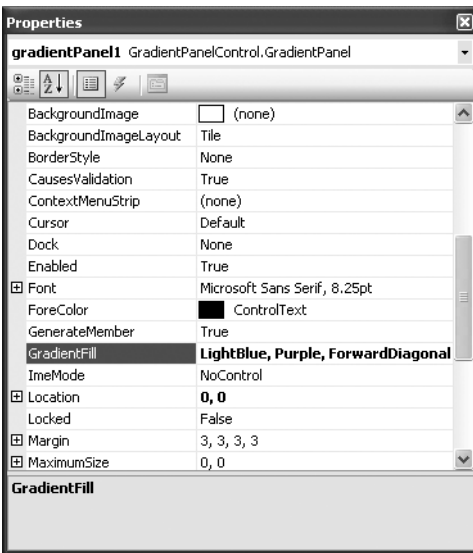 Properties
gradientPanel1 GradientPanelControl.GradientPanel
BackgroundImage (none)
BackgroundImageLayout Tile
BorderStyle None
CausesValidation True
ContextMenuStrip (none)
Cursor Default
Dock None
Enabled True
Font Microsoft Sans Serif, 8.25pt
ForeColor ControlText
GenerateMember True
GradientFill LightBlue, Purple, ForwardDiagonal
ImeMode NoControl
Location 0, 0
Locked False
Margin 3, 3, 3, 3
MaximumSize 0, 0
GradientFill